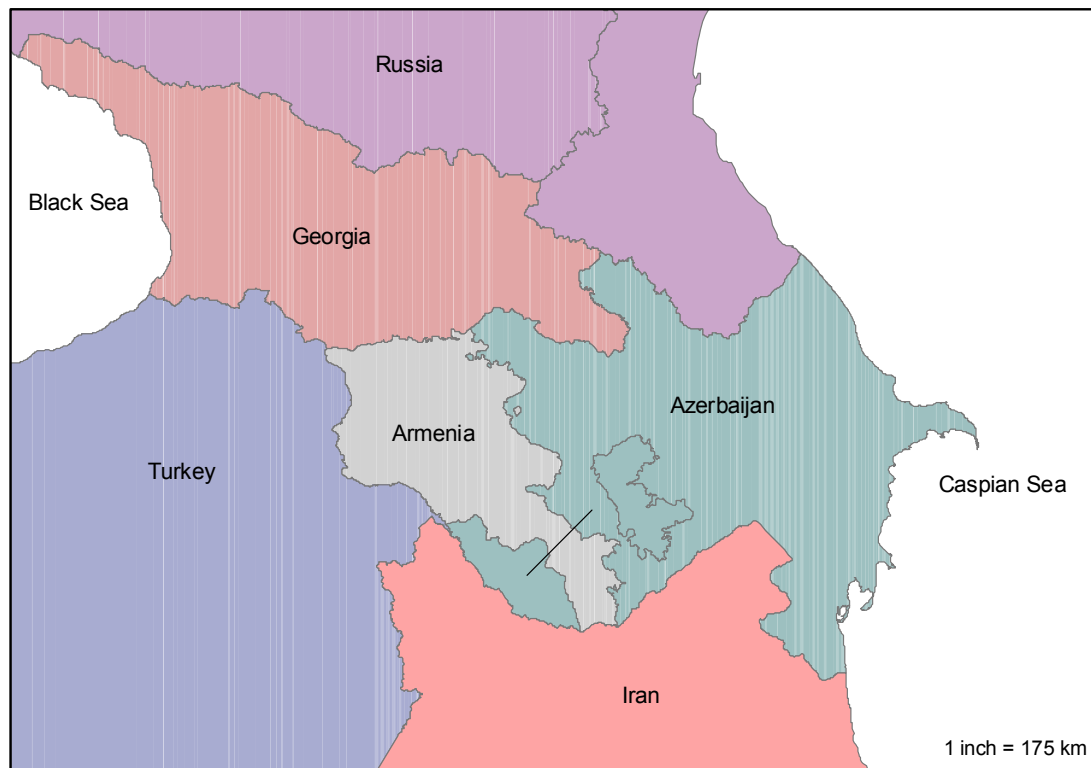 Russia
Black Sea
Georgia
Azerbaijan
Armenia
Turkey
Caspian Sea
Iran
1 inch = 175 km